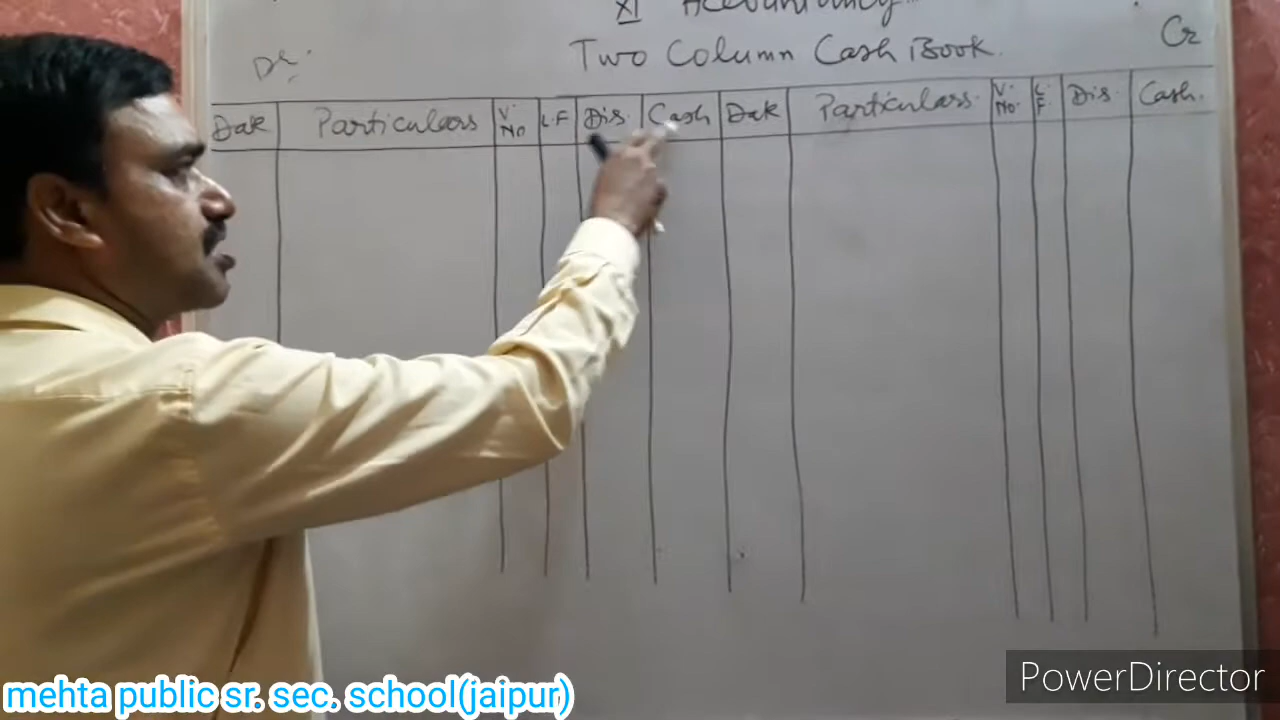 XI Accountancy
Two Column Cash Book.
Dr. Cr
Date Particulars V. No L.F Dis. Cash Date Particulars. V. No. L. F Dis. Cash.
mehta public sr. sec. school(jaipur)
PowerDirector